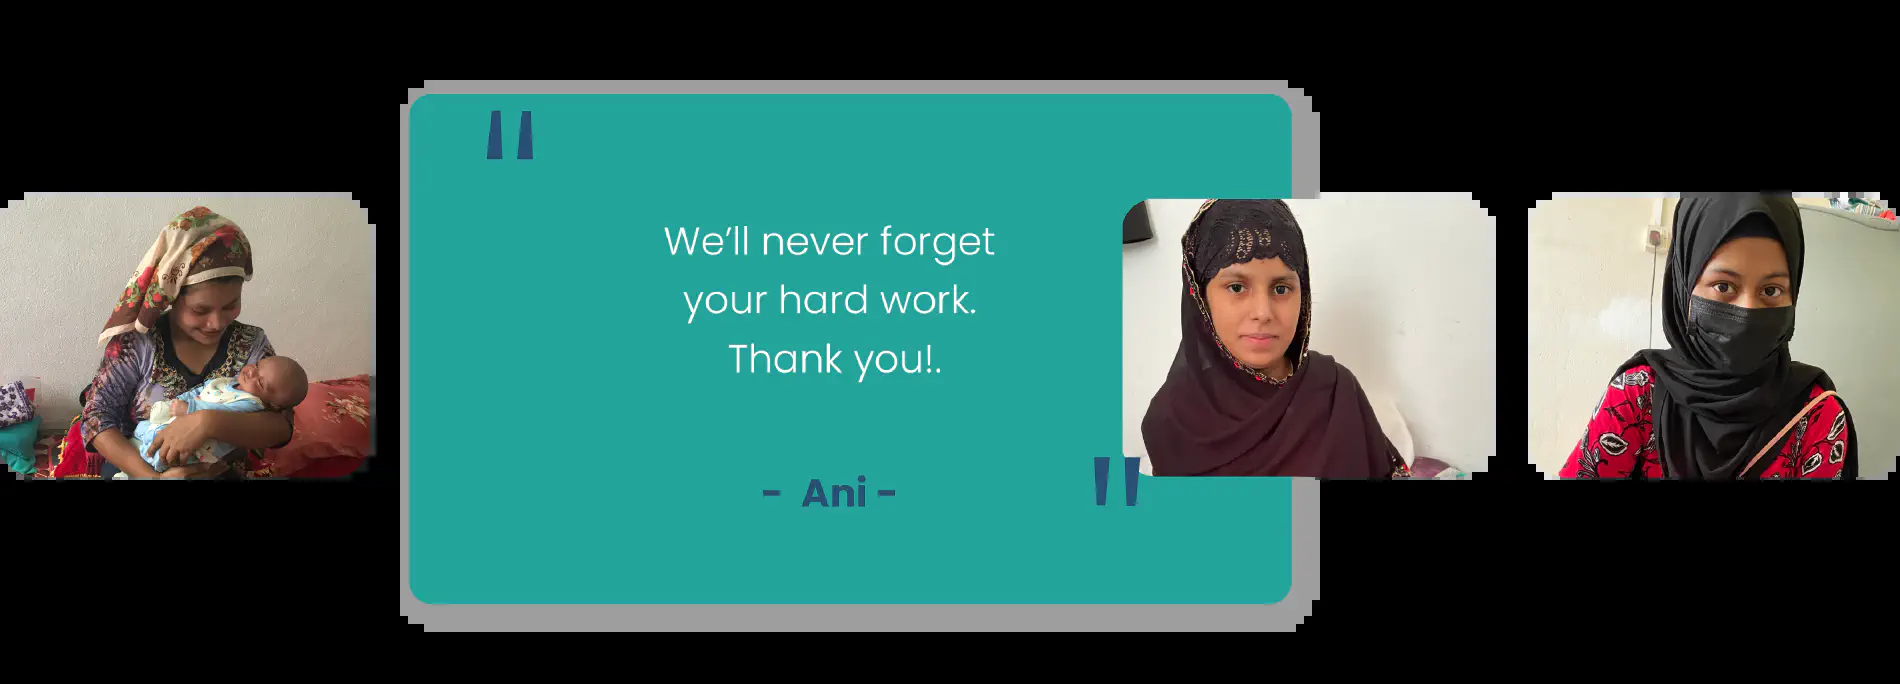 "
We'll never forget
your hard work.
Thank you!.
- Ani -
"